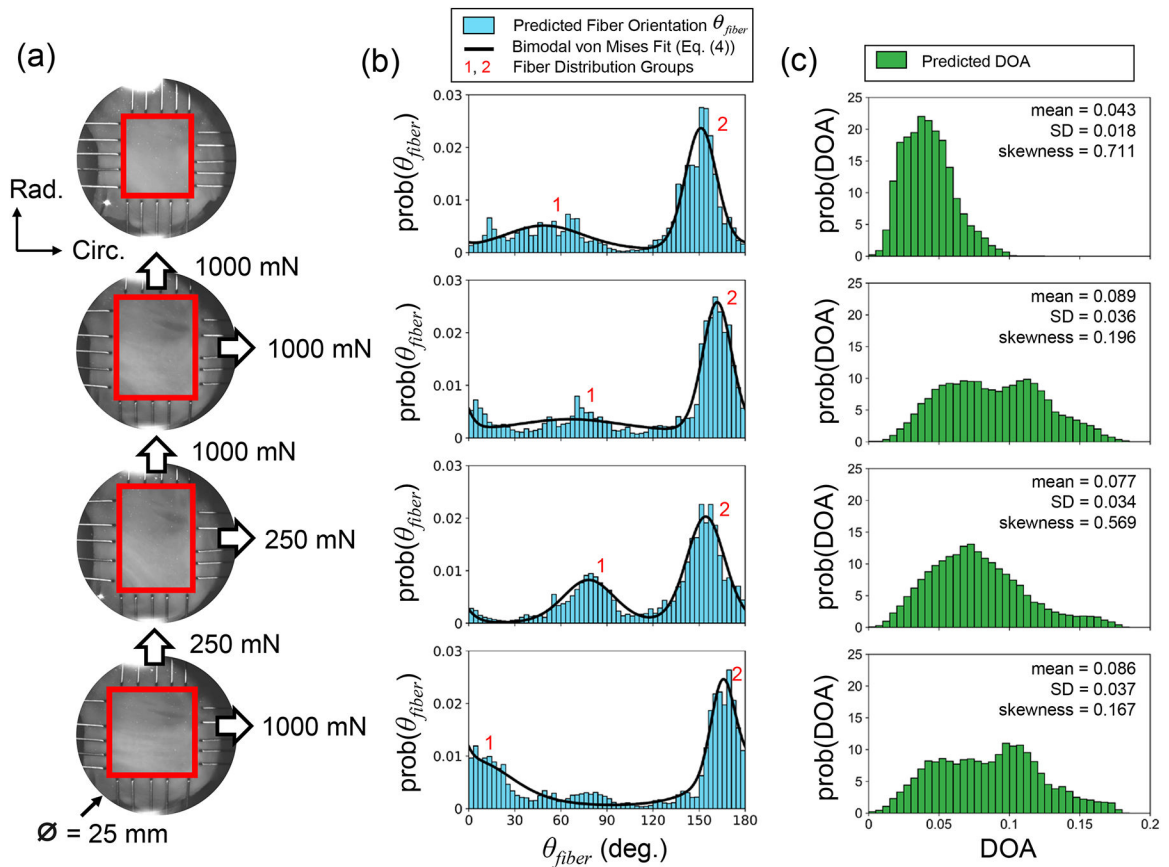 (a)
Rad.
Circ.
1000 mN
1000 mN
1000 mN
250 mN
250 mN
1000 mN
Ø = 25 mm
Predicted Fiber Orientation θ_fiber
Bimodal von Mises Fit (Eq. (4))
1, 2 Fiber Distribution Groups
(b)
prob(θ_fiber)
0.03
0.02
0.01
0
1
2
prob(θ_fiber)
0.03
0.02
0.01
0
1
2
prob(θ_fiber)
0.03
0.02
0.01
0
1
2
prob(θ_fiber)
0.03
0.02
0.01
0
1
2
0 30 60 90 120 150 180
θ_fiber (deg.)
(c)
Predicted DOA
prob(DOA)
25
20
15
10
5
0
mean = 0.043
SD = 0.018
skewness = 0.711
prob(DOA)
25
20
15
10
5
0
mean = 0.089
SD = 0.036
skewness = 0.196
prob(DOA)
25
20
15
10
5
0
mean = 0.077
SD = 0.034
skewness = 0.569
prob(DOA)
25
20
15
10
5
0
mean = 0.086
SD = 0.037
skewness = 0.167
0 0.05 0.1 0.15 0.2
DOA